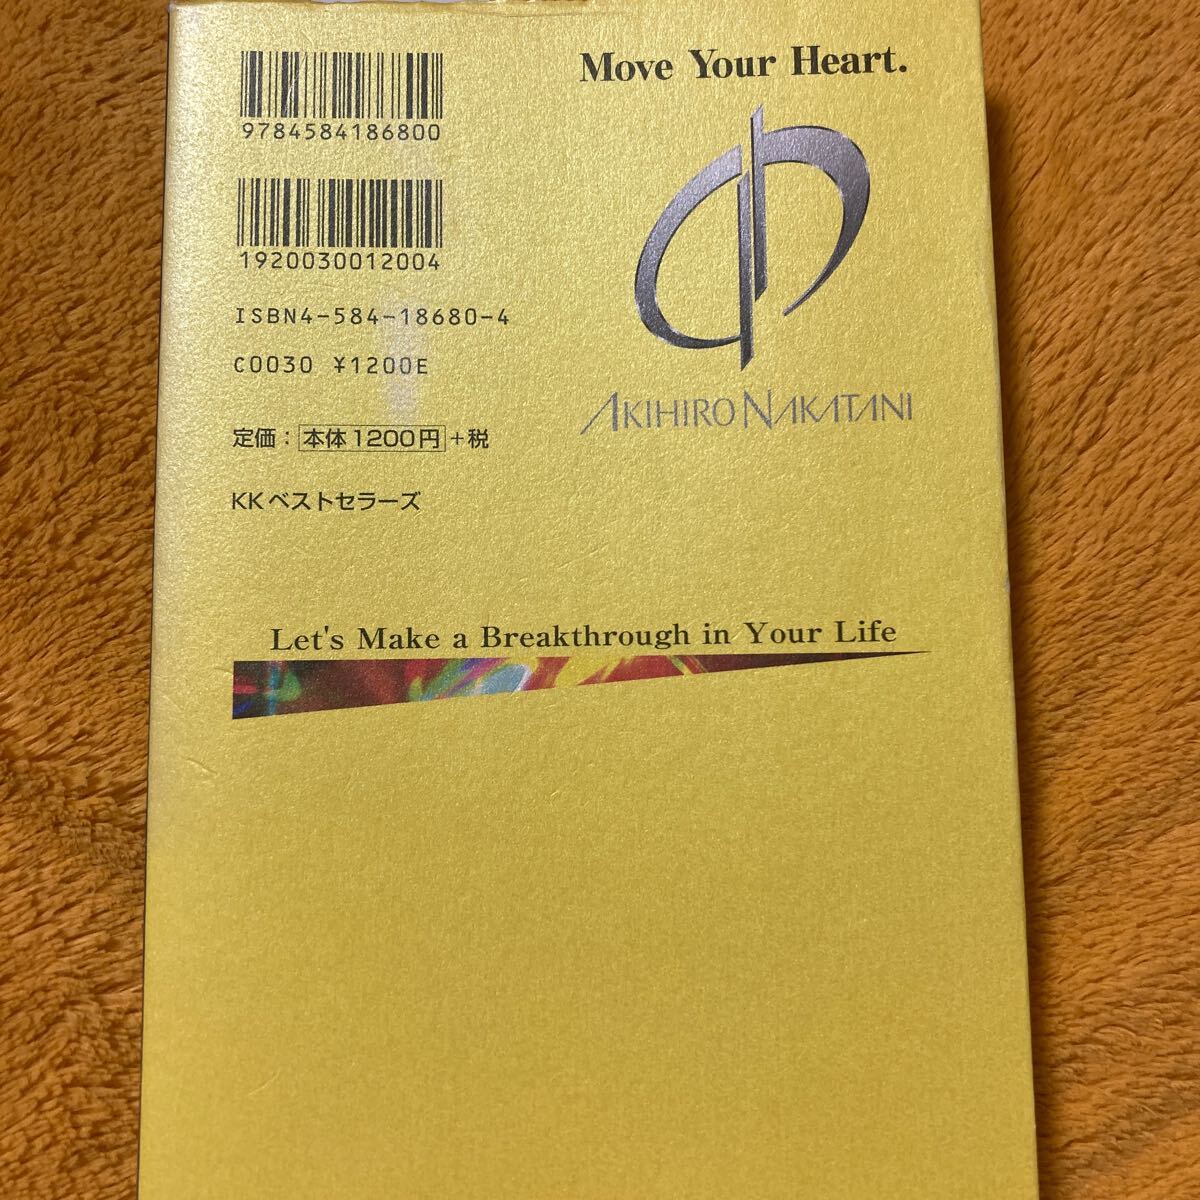 9784584186800
1920030012004
ISBN4-584-18680-4
C0030 ¥1200E
定価：本体1200円+税
KKベストセラーズ
Move Your Heart.
AKIHIRO NAKATANI
Let's Make a Breakthrough in Your Life